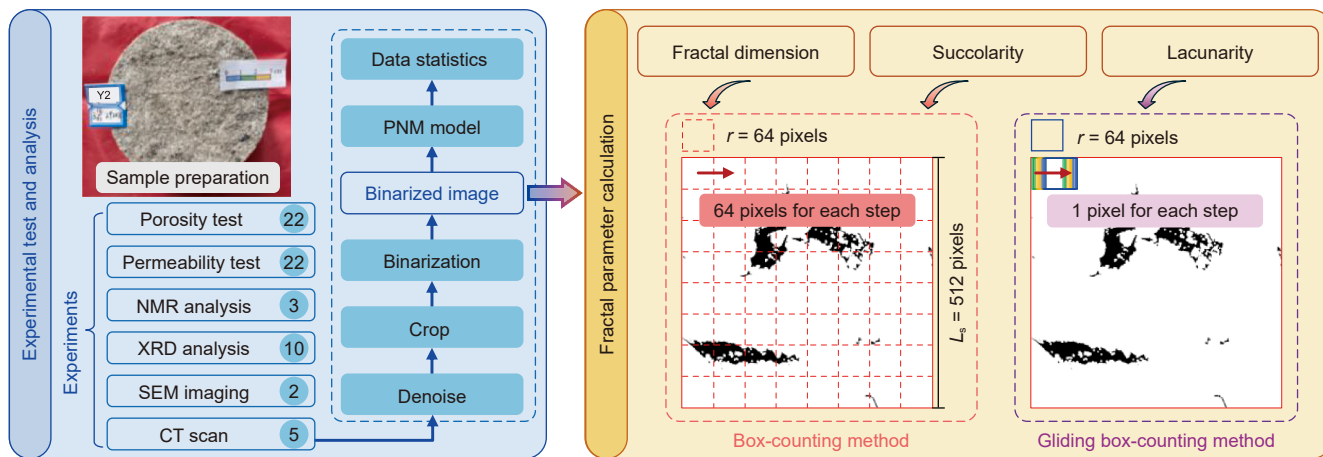 Experimental test and analysis
Y2
Sample preparation
Experiments
Porosity test 22
Permeability test 22
NMR analysis 3
XRD analysis 10
SEM imaging 2
CT scan 5
Data statistics
PNM model
Binarized image
Binarization
Crop
Denoise
Fractal parameter calculation
Fractal dimension
Succolarity
Lacunarity
r = 64 pixels
64 pixels for each step
Ls = 512 pixels
Box-counting method
r = 64 pixels
1 pixel for each step
Gliding box-counting method